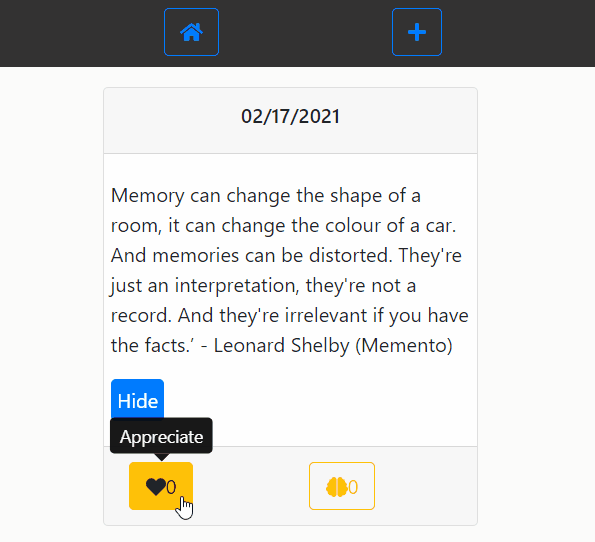 02/17/2021
Memory can change the shape of a
room, it can change the colour of a car.
And memories can be distorted. They're
just an interpretation, they're not a
record. And they're irrelevant if you have
the facts.’ - Leonard Shelby (Memento)
Hide
Appreciate
0
0